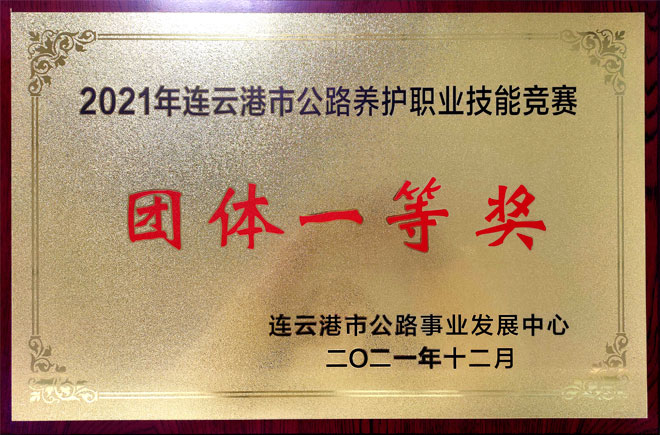 2021年连云港市公路养护职业技能竞赛
团体一等奖
连云港市公路事业发展中心
二〇二一年十二月